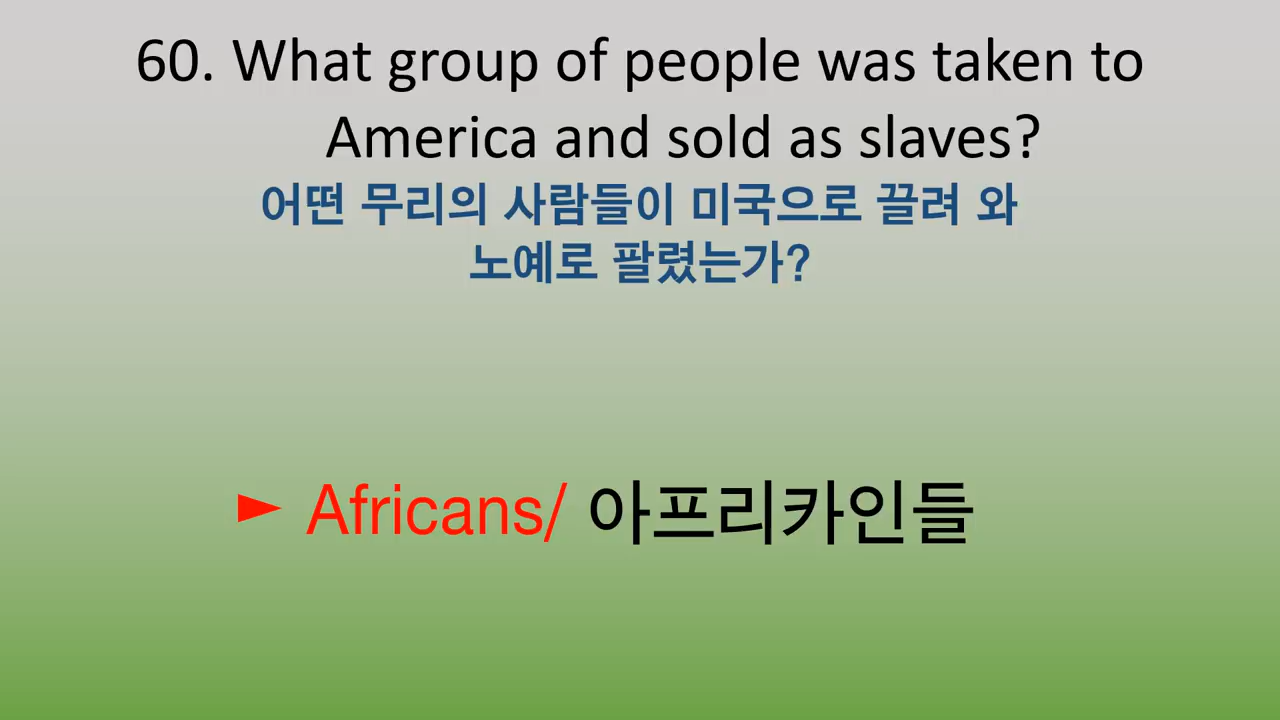 60. What group of people was taken to
America and sold as slaves?
어떤 무리의 사람들이 미국으로 끌려 와
노예로 팔렸는가?
► Africans/ 아프리카인들